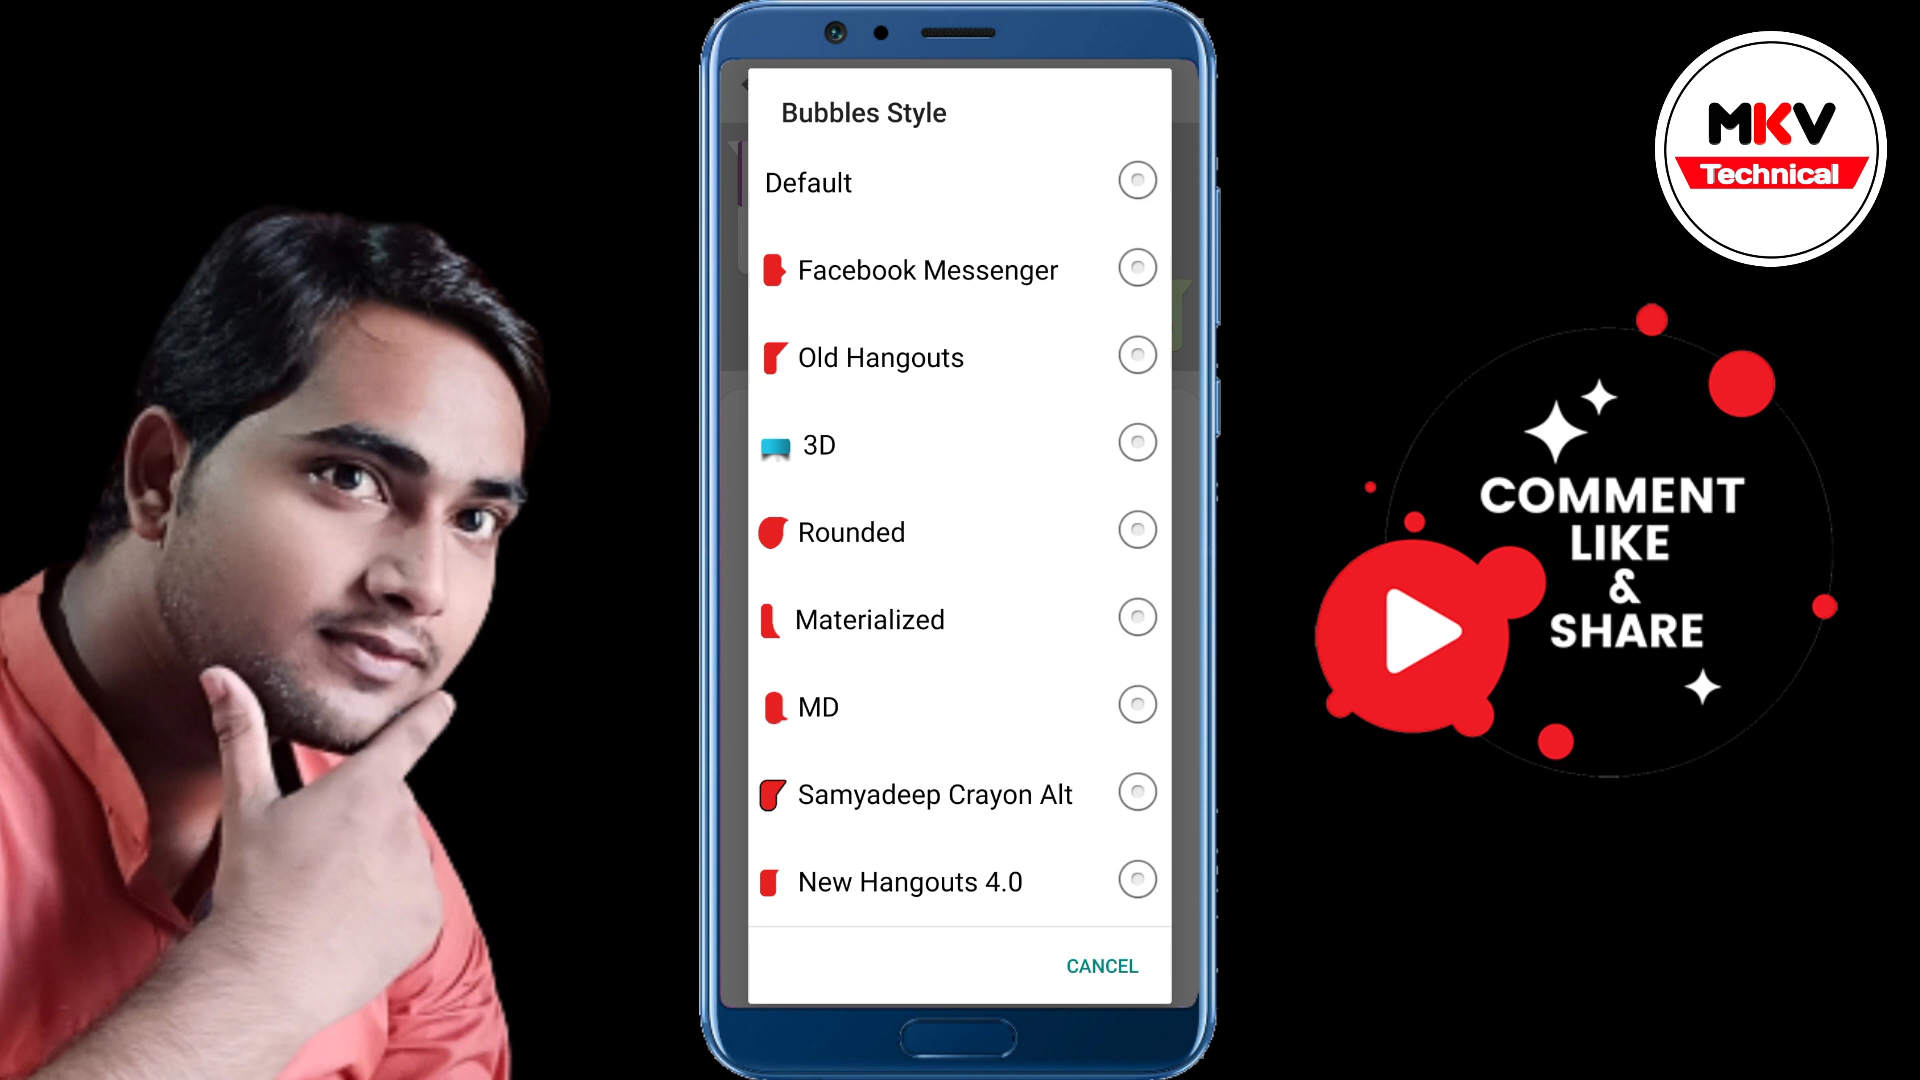 Bubbles Style
Default
Facebook Messenger
Old Hangouts
3D
Rounded
Materialized
MD
Samyadeep Crayon Alt
New Hangouts 4.0
CANCEL
MKV
Technical
COMMENT
LIKE
&
SHARE